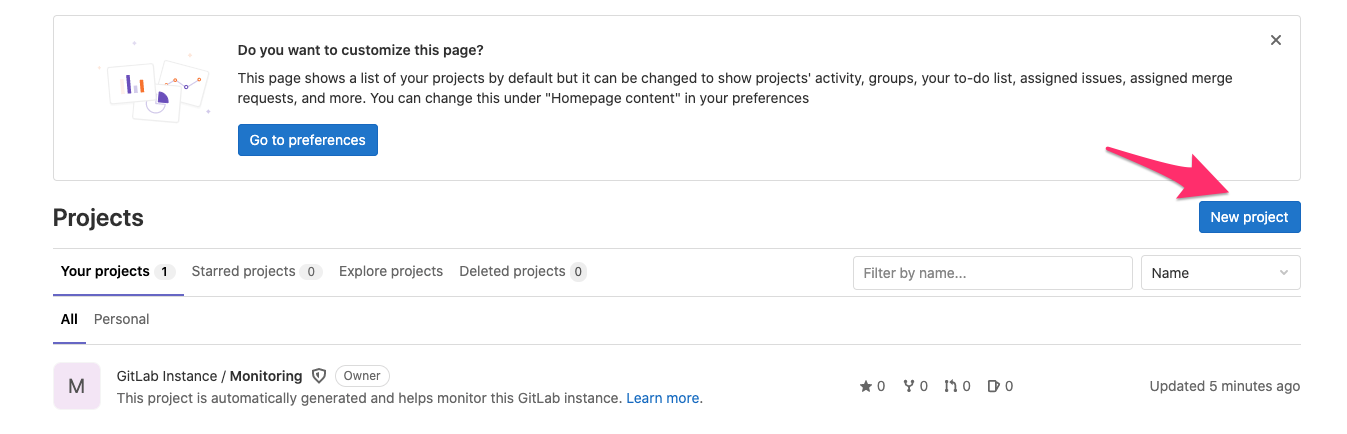 Do you want to customize this page?
This page shows a list of your projects by default but it can be changed to show projects' activity, groups, your to-do list, assigned issues, assigned merge
requests, and more. You can change this under "Homepage content" in your preferences
Go to preferences
Projects
New project
Your projects 1 Starred projects 0 Explore projects Deleted projects 0 Filter by name... Name
All Personal
M
GitLab Instance / Monitoring Owner
This project is automatically generated and helps monitor this GitLab instance. Learn more.
0 0 0 0 Updated 5 minutes ago